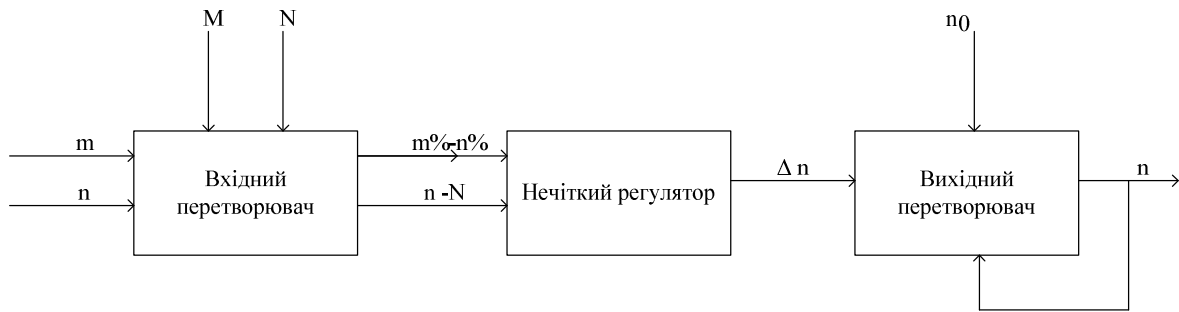 M N n₀
m m%-n%
Δ n n
Вхідний Вихідний
Нечіткий регулятор
n n -N
перетворювач перетворювач